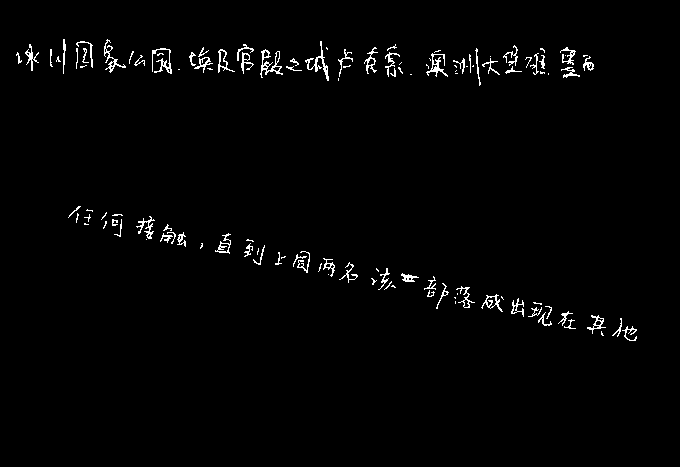 冰川国家公园.埃及宫殿之城卢克索.澳洲大堡礁.墨西
任何接触,直到上周两名该部落成出现在其他